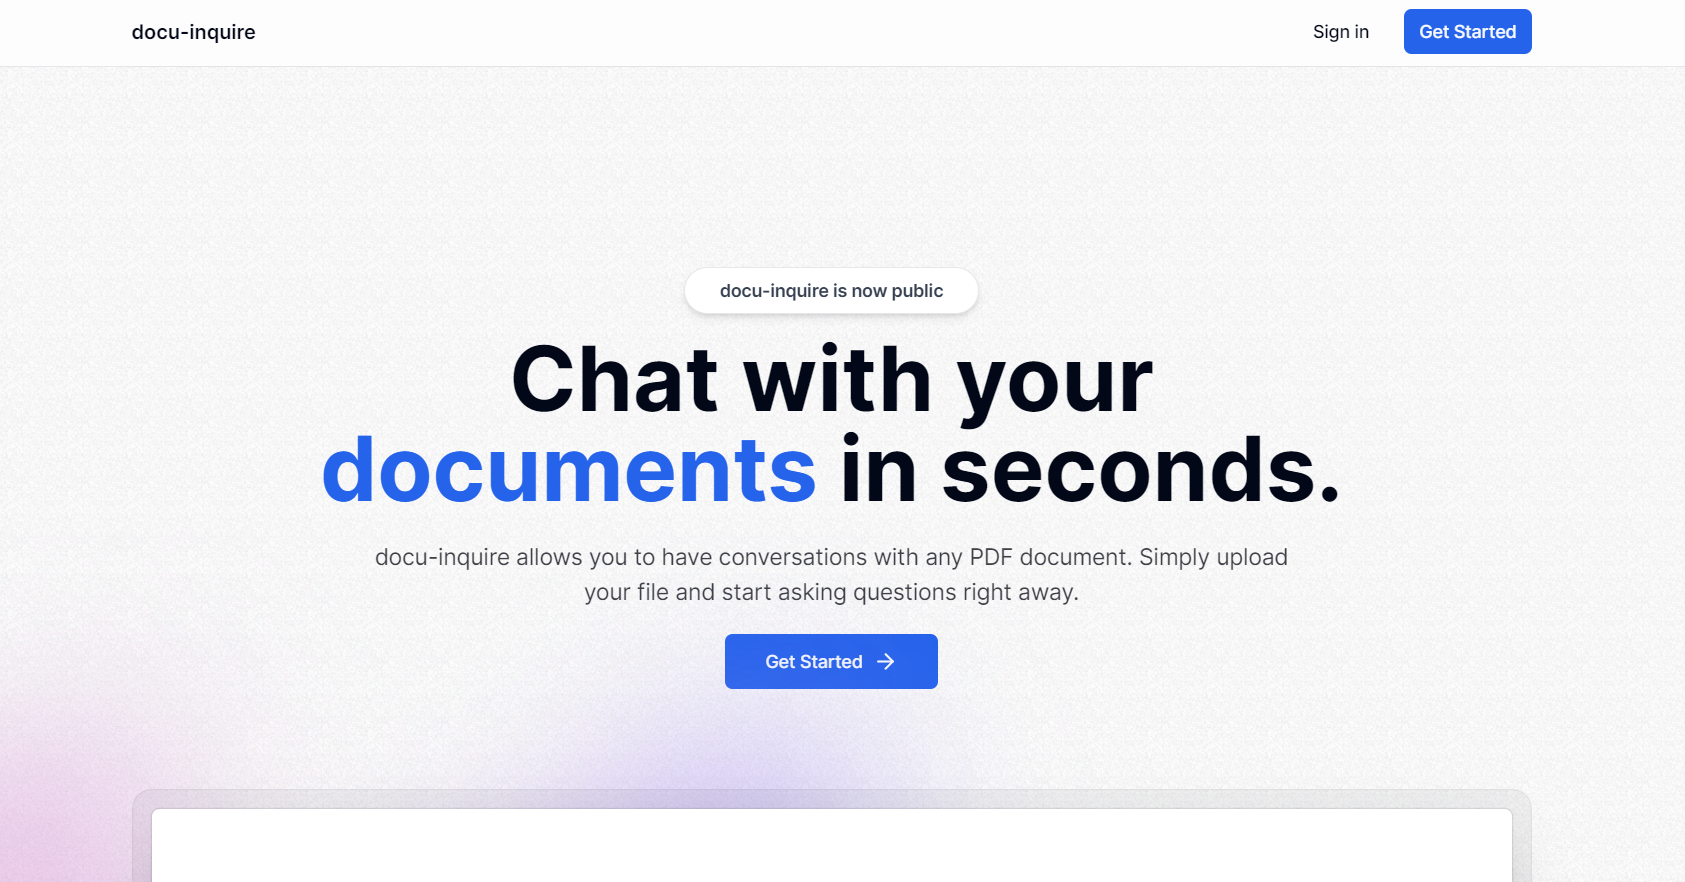 docu-inquire
Sign in
Get Started
docu-inquire is now public
Chat with your
documents in seconds.
docu-inquire allows you to have conversations with any PDF document. Simply upload
your file and start asking questions right away.
Get Started